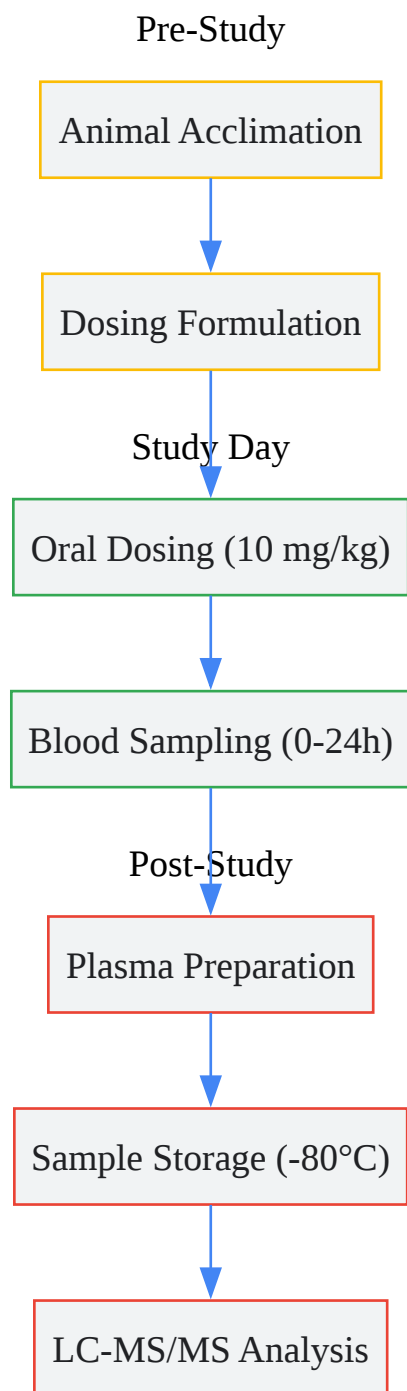 Pre-Study
Animal Acclimation
Dosing Formulation
Study Day
Oral Dosing (10 mg/kg)
Blood Sampling (0-24h)
Post-Study
Plasma Preparation
Sample Storage (-80°C)
LC-MS/MS Analysis